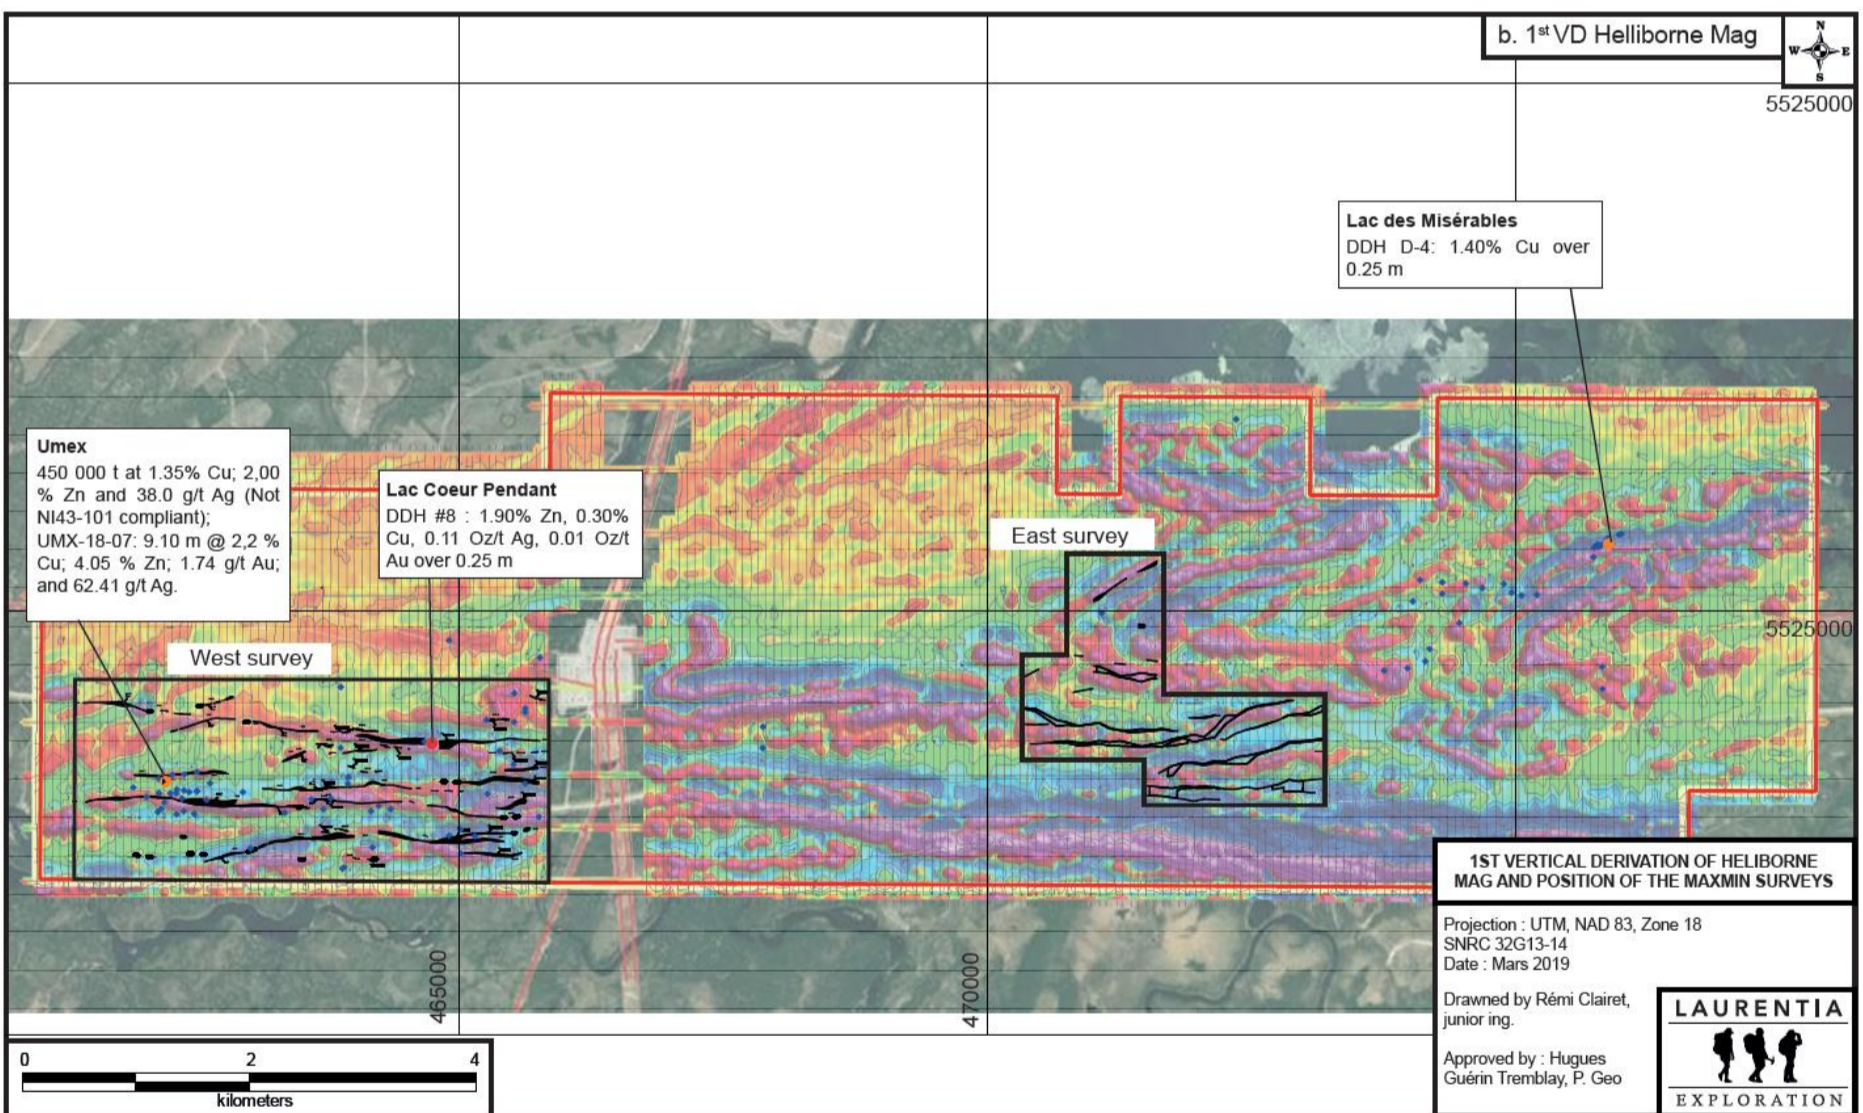 b. 1st VD Helliborne Mag
N
W E
S
5525000
Lac des Misérables
DDH D-4: 1.40% Cu over
0.25 m
Umex
450 000 t at 1.35% Cu; 2,00
% Zn and 38.0 g/t Ag (Not
NI43-101 compliant);
UMX-18-07: 9.10 m @ 2,2 %
Cu; 4.05 % Zn; 1.74 g/t Au;
and 62.41 g/t Ag.
Lac Coeur Pendant
DDH #8 : 1.90% Zn, 0.30%
Cu, 0.11 Oz/t Ag, 0.01 Oz/t
Au over 0.25 m
East survey
5525000
West survey
465000
470000
1ST VERTICAL DERIVATION OF HELIBORNE
MAG AND POSITION OF THE MAXMIN SURVEYS
Projection : UTM, NAD 83, Zone 18
SNRC 32G13-14
Date : Mars 2019
Drawned by Rémi Clairet,
junior ing.
Approved by : Hugues
Guérin Tremblay, P. Geo
LAURENTIA
EXPLORATION
0 2 4
kilometers